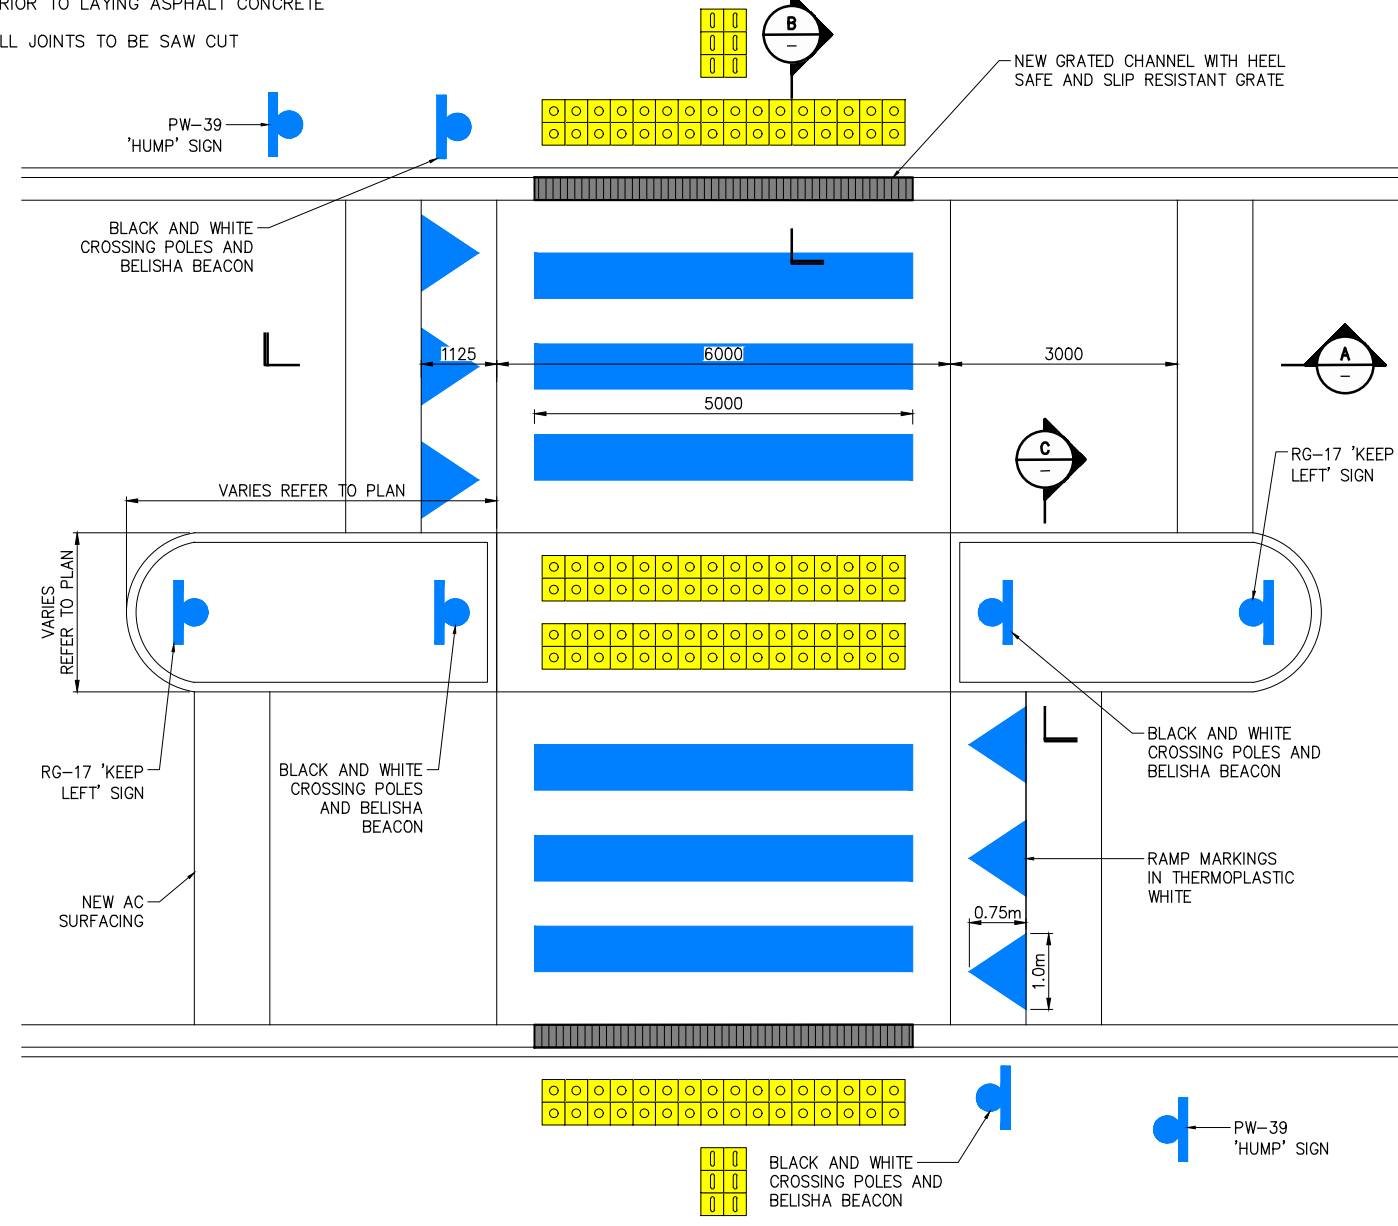 RIOR TO LAYING ASPHALT CONCRETE
LL JOINTS TO BE SAW CUT
B
–
NEW GRATED CHANNEL WITH HEEL
SAFE AND SLIP RESISTANT GRATE
PW–39
'HUMP' SIGN
BLACK AND WHITE
CROSSING POLES AND
BELISHA BEACON
1125
6000
3000
A
–
5000
C
–
RG–17 'KEEP
LEFT' SIGN
VARIES REFER TO PLAN
VARIES
REFER TO PLAN
RG–17 'KEEP
LEFT' SIGN
BLACK AND WHITE
CROSSING POLES
AND BELISHA
BEACON
BLACK AND WHITE
CROSSING POLES AND
BELISHA BEACON
RAMP MARKINGS
IN THERMOPLASTIC
WHITE
NEW AC
SURFACING
0.75m
1.0m
PW–39
'HUMP' SIGN
BLACK AND WHITE
CROSSING POLES AND
BELISHA BEACON